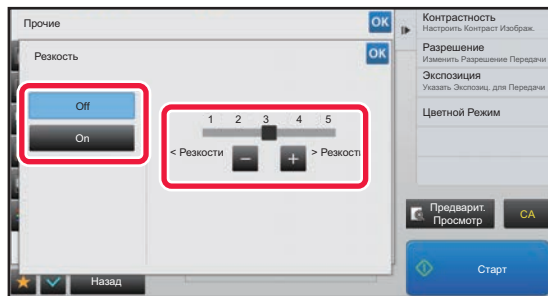 Прочие
OK
Резкость
OK
Off
On
1 2 3 4 5
< Резкости
−
+
> Резкости
Назад
Контрастность
Настроить Контраст Изображ.
Разрешение
Изменить Разрешение Передачи
Экспозиция
Указать Экспозиц. для Передачи
Цветной Режим
Предварит.
Просмотр
CA
Старт